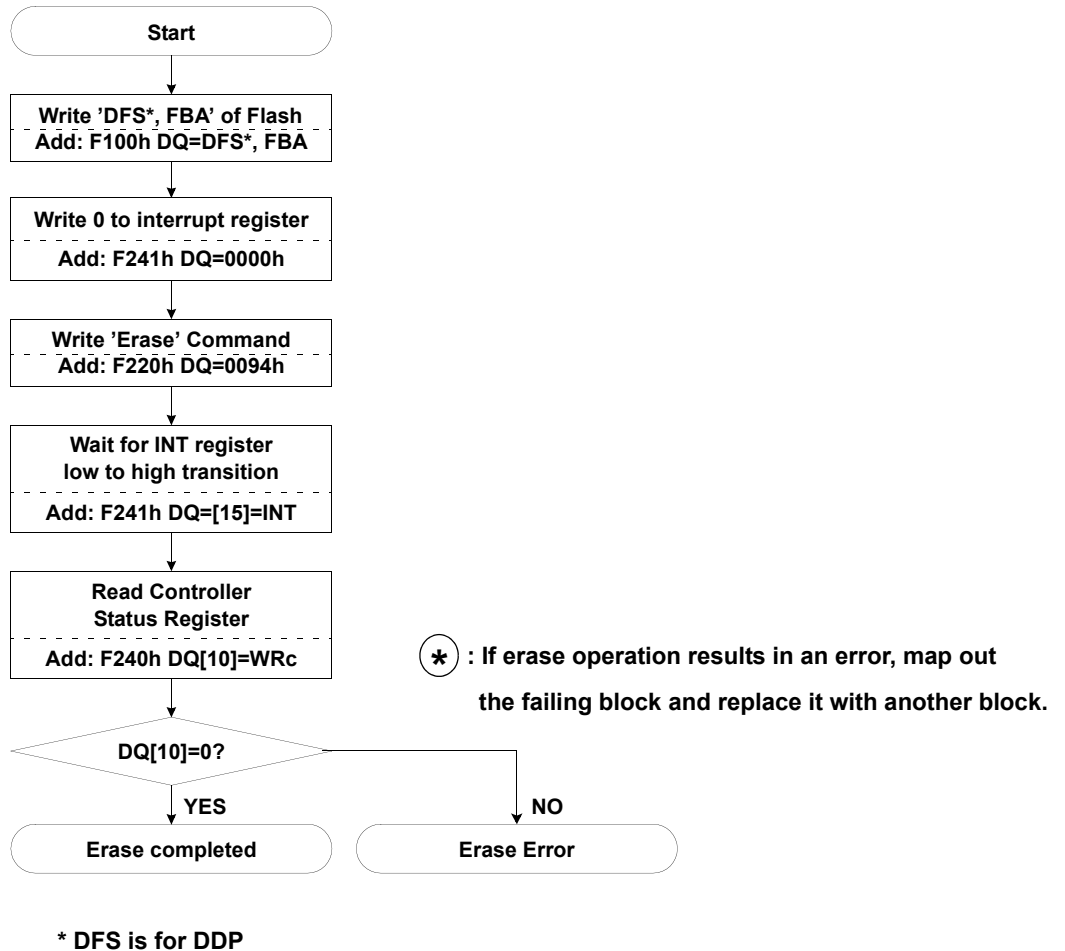 Start
Write ’DFS*, FBA’ of Flash
Add: F100h DQ=DFS*, FBA
Write 0 to interrupt register
Add: F241h DQ=0000h
Write ’Erase’ Command
Add: F220h DQ=0094h
Wait for INT register
low to high transition
Add: F241h DQ=[15]=INT
Read Controller
Status Register
Add: F240h DQ[10]=WRc
* : If erase operation results in an error, map out
the failing block and replace it with another block.
DQ[10]=0?
YES
NO
Erase completed
Erase Error
* DFS is for DDP